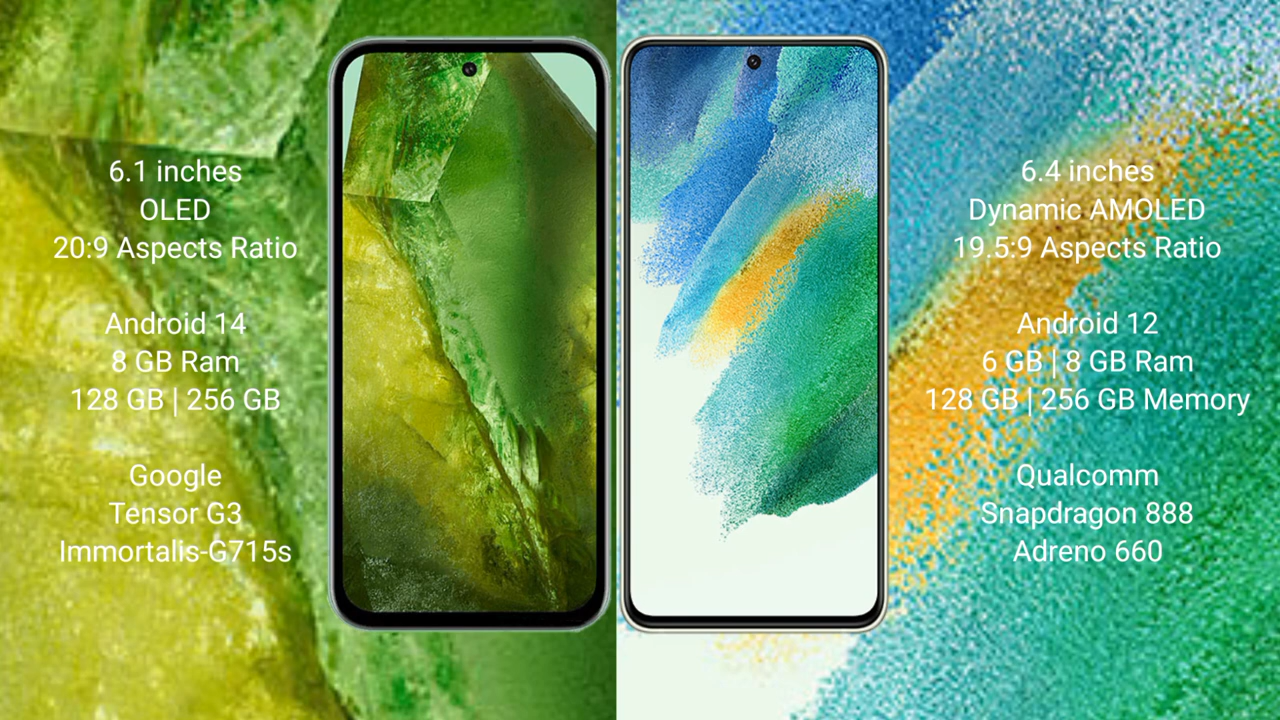 6.1 inches
OLED
20:9 Aspects Ratio
Android 14
8 GB Ram
128 GB | 256 GB
Google
Tensor G3
Immortalis-G715s
6.4 inches
Dynamic AMOLED
19.5:9 Aspects Ratio
Android 12
6 GB | 8 GB Ram
128 GB | 256 GB Memory
Qualcomm
Snapdragon 888
Adreno 660